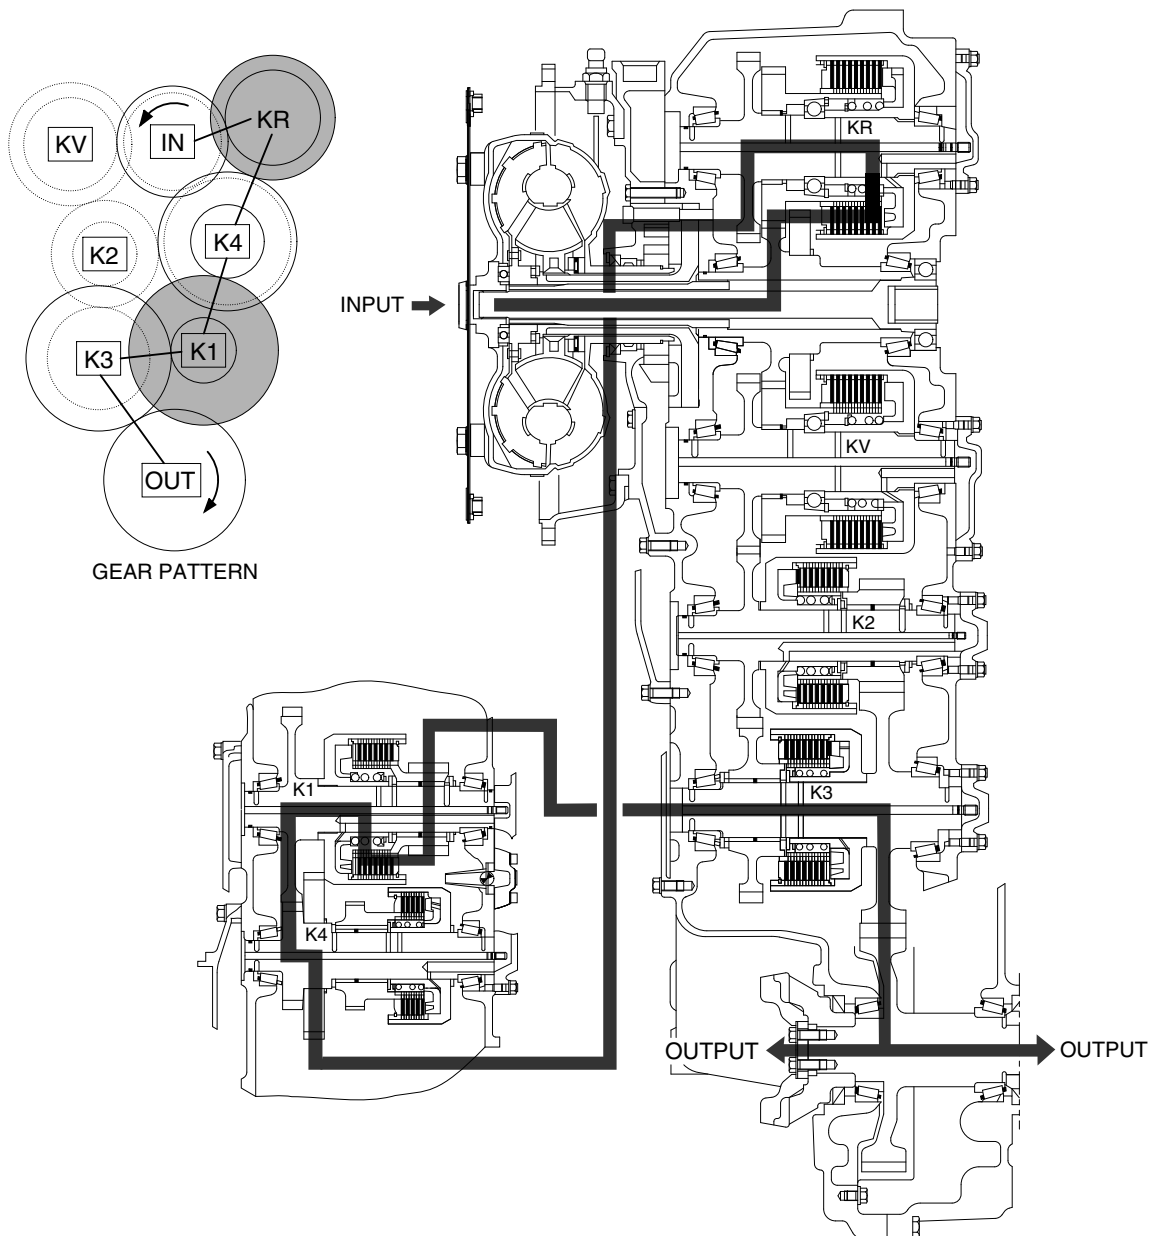 KV
IN
KR
K2
K4
K3
K1
OUT
GEAR PATTERN
INPUT
KR
KV
K2
K3
K1
K4
OUTPUT
OUTPUT